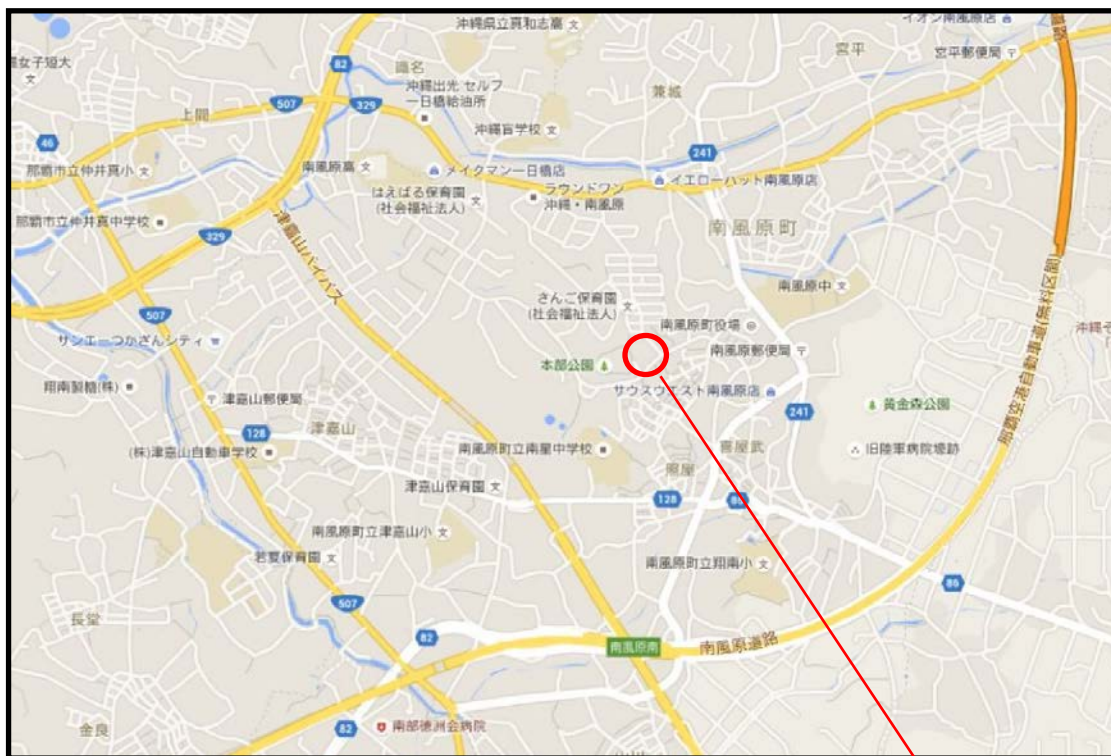 イオン南風原店
沖縄県立真和志高
宮平
宮平郵便局
女子短大
82
識名
沖縄出光 セルフ
一日橋給油所
兼城
507
329
上間
46
沖縄盲学校
241
那覇市立仲井真小
南風原高
メイクマン一日橋店
イエローハット南風原店
はえばる保育園
(社会福祉法人)
ラウンドワン
沖縄・南風原
那覇市立仲井真中学校
329
津嘉山バイパス
南風原町
南風原中
さんご保育園
(社会福祉法人)
507
南風原町役場
サンエーつかざんシティ
南風原郵便局
本部公園
翔南製糖(株)
サウスウエスト南風原店
津嘉山郵便局
黄金森公園
241
128
津嘉山
(株)津嘉山自動車学校
南風原町立南星中学校
喜屋武
旧陸軍病院壕跡
照屋
津嘉山保育園
128
86
那覇空港自動車道(無料区間)
南風原町立津嘉山小
若夏保育園
南風原町立翔南小
86
507
長堂
82
南風原南
南風原道路
金良
82
南部徳洲会病院